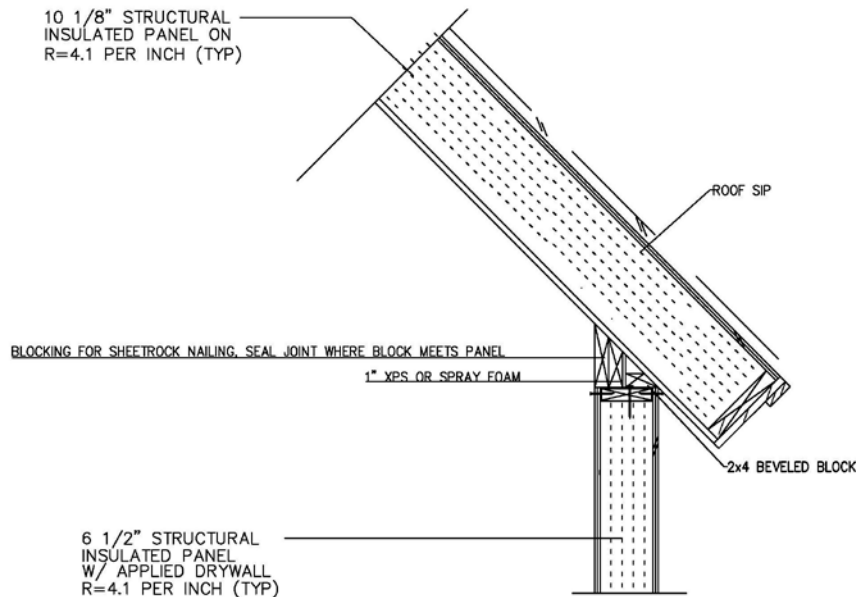 10 1/8" STRUCTURAL
INSULATED PANEL ON
R=4.1 PER INCH (TYP)
ROOF SIP
BLOCKING FOR SHEETROCK NAILING, SEAL JOINT WHERE BLOCK MEETS PANEL
1" XPS OR SPRAY FOAM
2x4 BEVELED BLOCK
6 1/2" STRUCTURAL
INSULATED PANEL
W/ APPLIED DRYWALL
R=4.1 PER INCH (TYP)